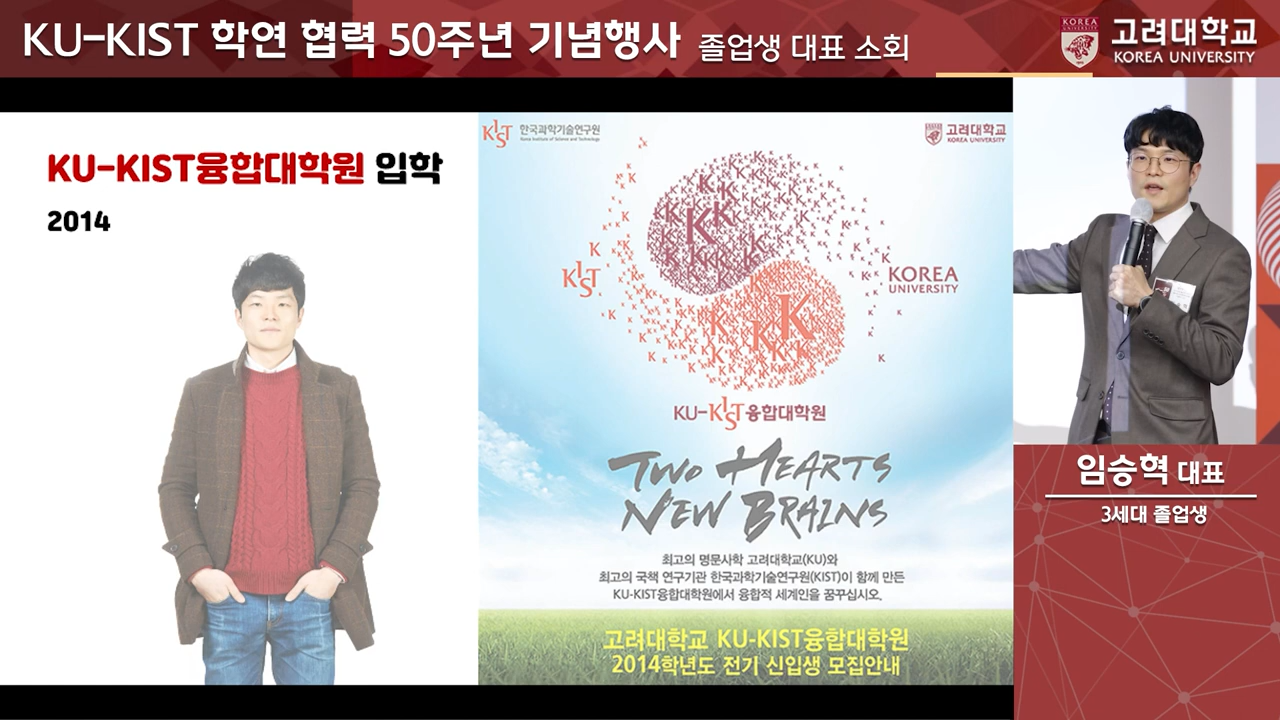 KU-KIST 학연 협력 50주년 기념행사 졸업생 대표 소회
KOREA
UNIVERSITY
고려대학교
KOREA UNIVERSITY
KU-KIST융합대학원 입학
2014
KIST 한국과학기술연구원
Korea Institute of Science and Technology
고려대학교
KOREA UNIVERSITY
KIST
KOREA
UNIVERSITY
KU-KIST융합대학원
TWO HEARTS
NEW BRAINS
최고의 명문사학 고려대학교(KU)와
최고의 국책 연구기관 한국과학기술연구원(KIST)이 함께 만든
KU-KIST융합대학원에서 융합적 세계인을 꿈꾸십시오.
고려대학교 KU-KIST융합대학원
2014학년도 전기 신입생 모집안내
임승혁 대표
3세대 졸업생